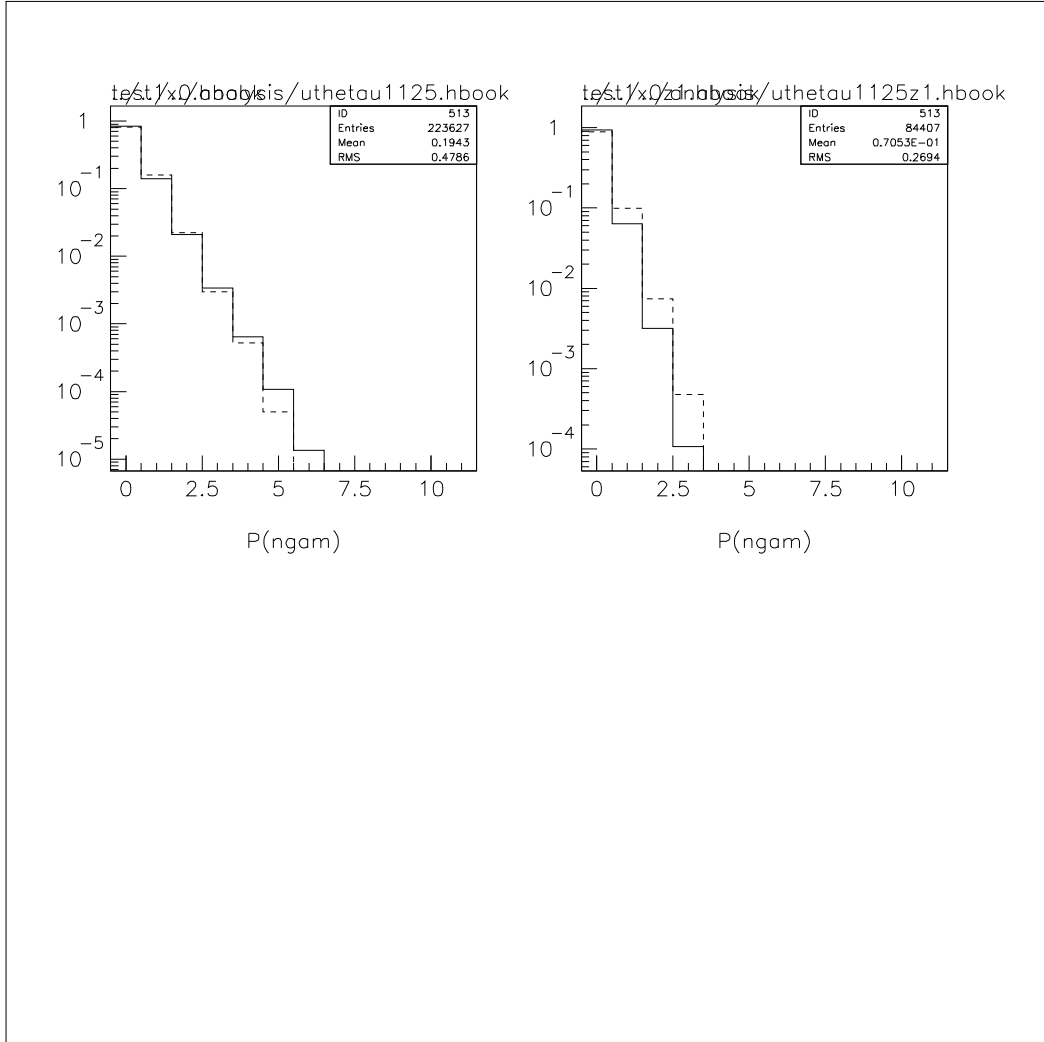 uthetau1125.hbook
uthetau1125z1.hbook
ID 513
Entries 223627
Mean 0.1943
RMS 0.4786
1
10^-1
10^-2
10^-3
10^-4
10^-5
0 2.5 5 7.5 10
P(ngam)
ID 513
Entries 84407
Mean 0.7053E-01
RMS 0.2694
1
10^-1
10^-2
10^-3
10^-4
0 2.5 5 7.5 10
P(ngam)